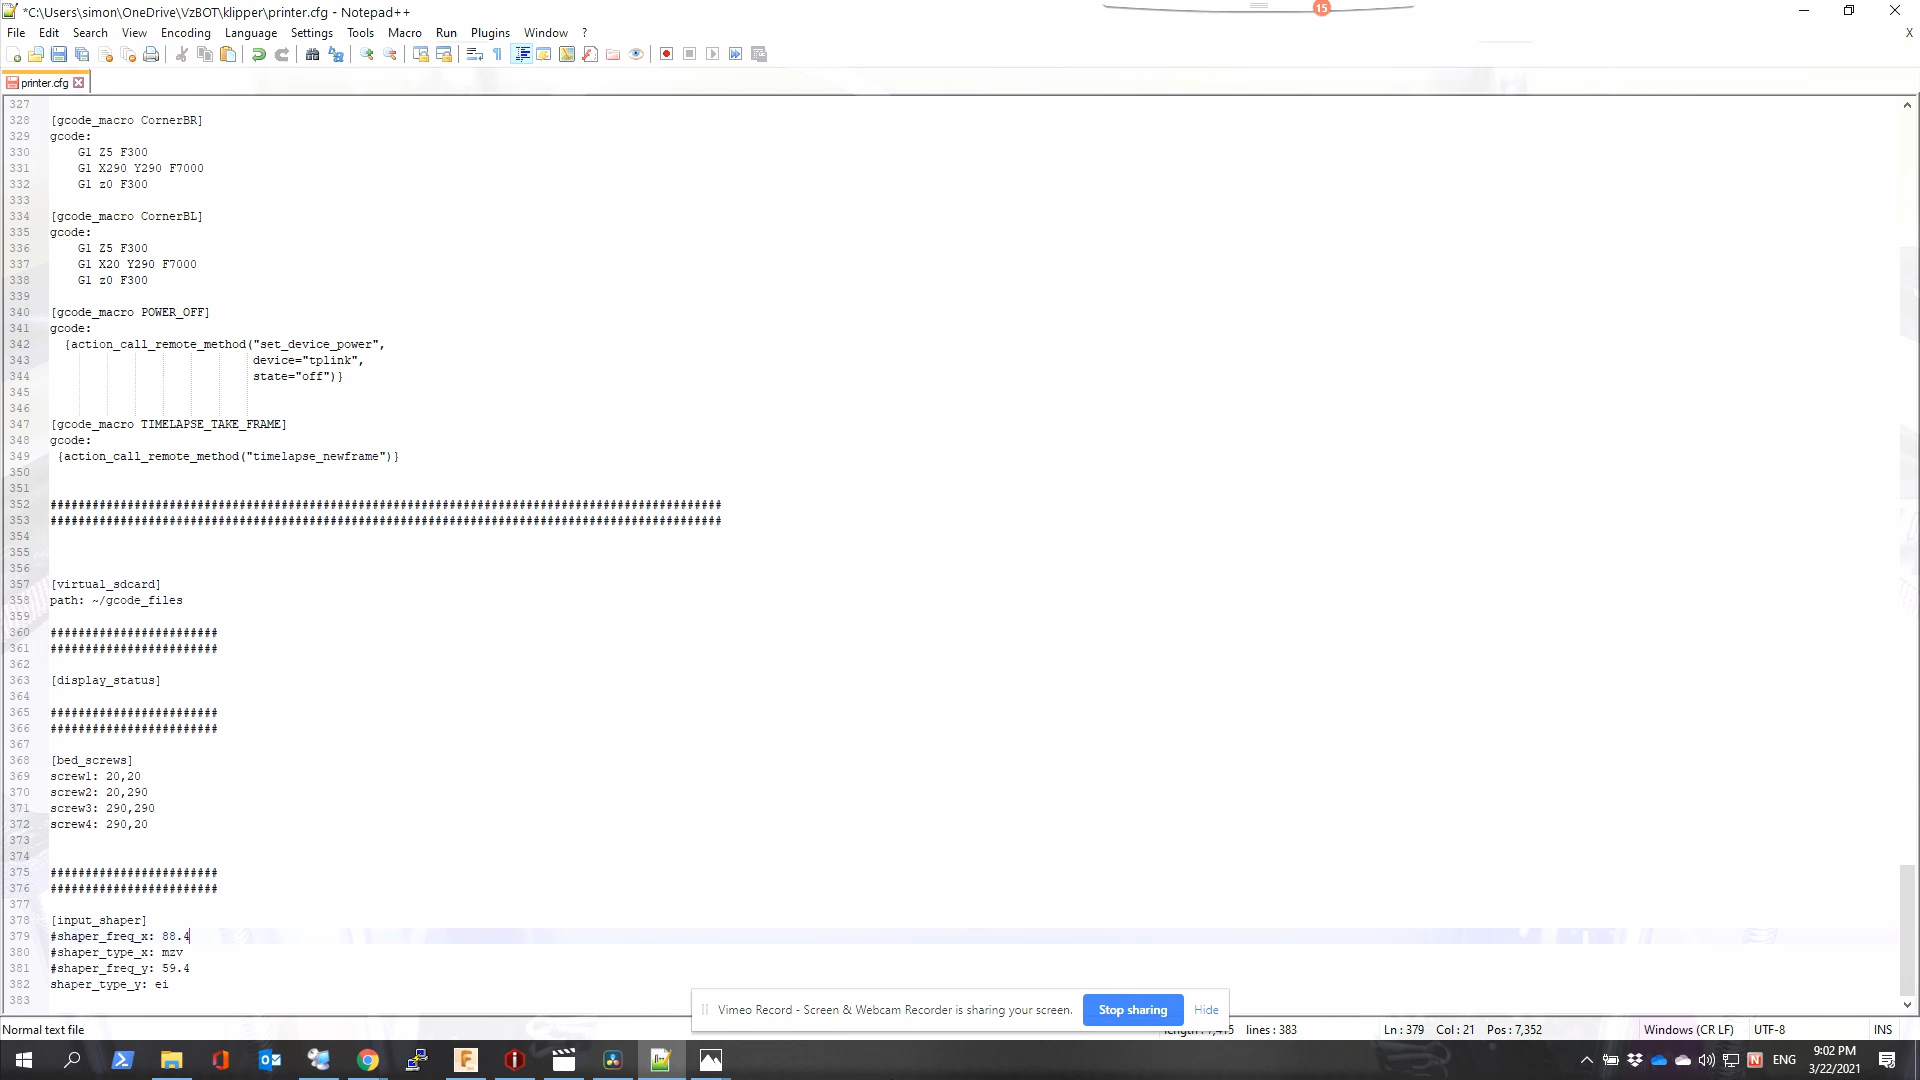 *C:\Users\simon\OneDrive\VzBOT\klipper\printer.cfg - Notepad++
15
File Edit Search View Encoding Language Settings Tools Macro Run Plugins Window ? X
printer.cfg
327
328 [gcode_macro CornerBR]
329 gcode:
330 G1 Z5 F300
331 G1 X290 Y290 F7000
332 G1 z0 F300
333
334 [gcode_macro CornerBL]
335 gcode:
336 G1 Z5 F300
337 G1 X20 Y290 F7000
338 G1 z0 F300
339
340 [gcode_macro POWER_OFF]
341 gcode:
342 {action_call_remote_method("set_device_power",
343 device="tplink",
344 state="off")}
345
346
347 [gcode_macro TIMELAPSE_TAKE_FRAME]
348 gcode:
349 {action_call_remote_method("timelapse_newframe")}
350
351
352 ################################################################################################
353 ################################################################################################
354
355
356
357 [virtual_sdcard]
358 path: ~/gcode_files
359
360 ########################
361 ########################
362
363 [display_status]
364
365 ########################
366 ########################
367
368 [bed_screws]
369 screw1: 20,20
370 screw2: 20,290
371 screw3: 290,290
372 screw4: 290,20
373
374
375 ########################
376 ########################
377
378 [input_shaper]
379 #shaper_freq_x: 88.4
380 #shaper_type_x: mzv
381 #shaper_freq_y: 59.4
382 shaper_type_y: ei
383
Vimeo Record - Screen & Webcam Recorder is sharing your screen. Stop sharing Hide
Normal text file lines : 383 Ln : 379 Col : 21 Pos : 7,352 Windows (CR LF) UTF-8 INS
ENG 9:02 PM
3/22/2021